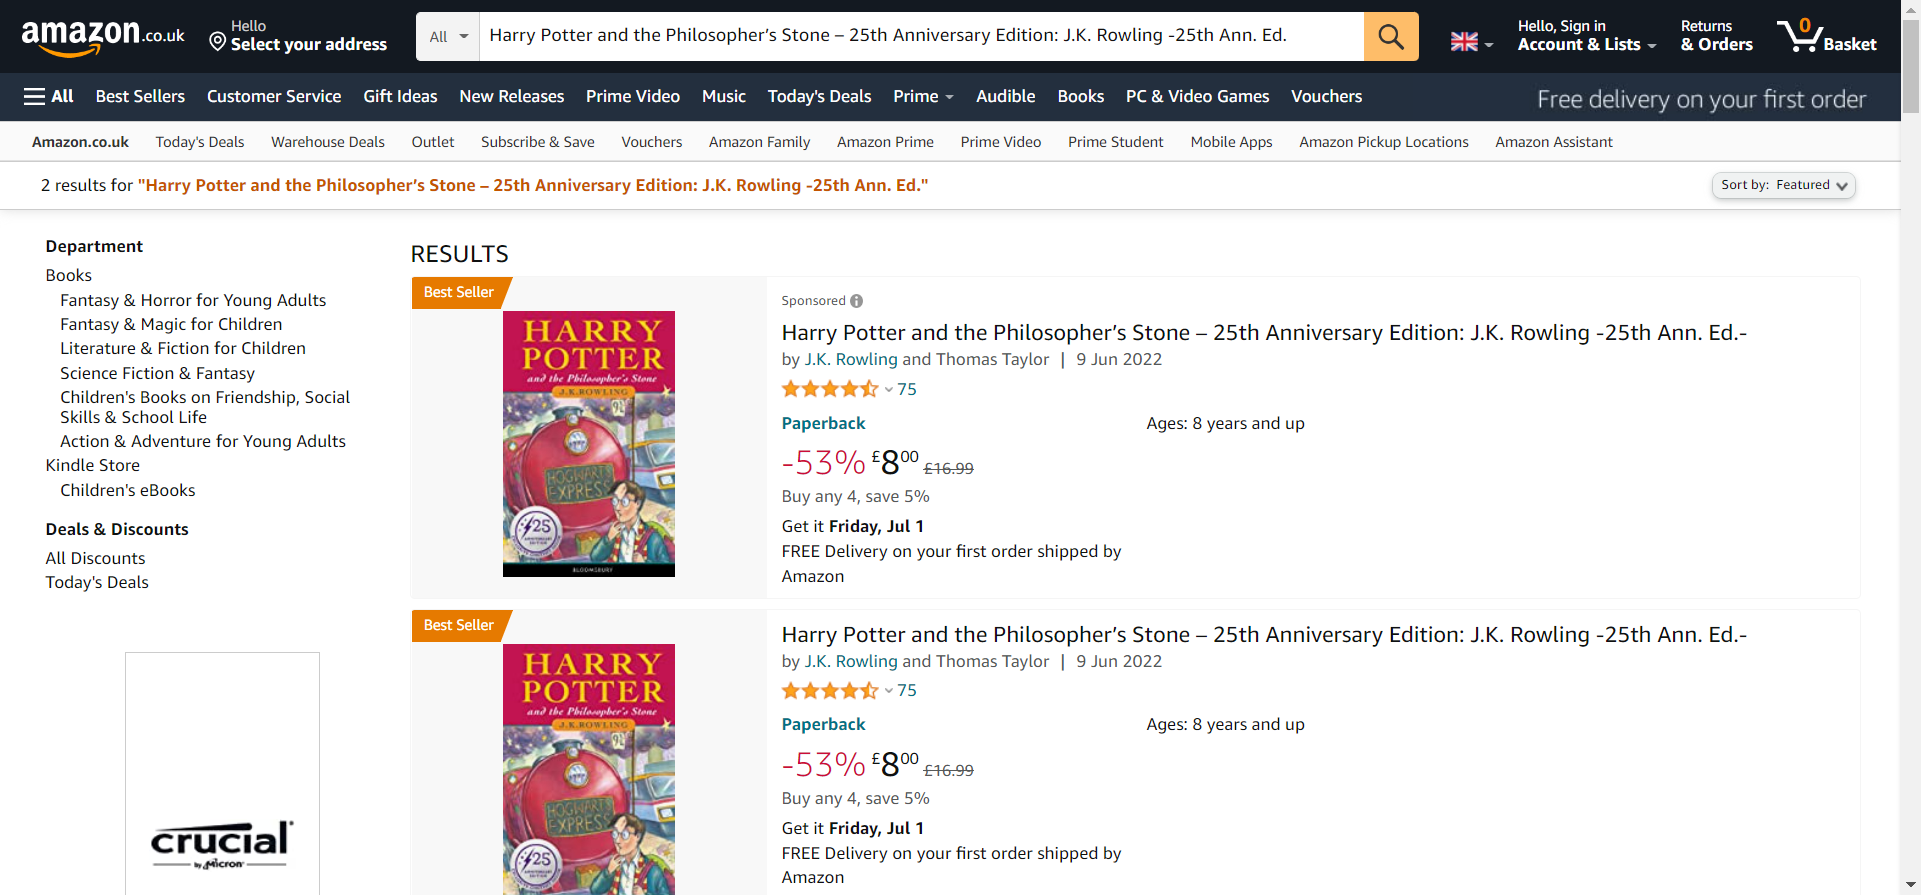 amazon.co.uk
Hello
Select your address
All
Harry Potter and the Philosopher’s Stone – 25th Anniversary Edition: J.K. Rowling -25th Ann. Ed.
Hello, Sign in
Account & Lists
Returns
& Orders
0
Basket
All Best Sellers Customer Service Gift Ideas New Releases Prime Video Music Today's Deals Prime Audible Books PC & Video Games Vouchers
Free delivery on your first order
Amazon.co.uk Today's Deals Warehouse Deals Outlet Subscribe & Save Vouchers Amazon Family Amazon Prime Prime Video Prime Student Mobile Apps Amazon Pickup Locations Amazon Assistant
2 results for "Harry Potter and the Philosopher’s Stone – 25th Anniversary Edition: J.K. Rowling -25th Ann. Ed."
Sort by: Featured
Department
Books
Fantasy & Horror for Young Adults
Fantasy & Magic for Children
Literature & Fiction for Children
Science Fiction & Fantasy
Children's Books on Friendship, Social
Skills & School Life
Action & Adventure for Young Adults
Kindle Store
Children's eBooks
Deals & Discounts
All Discounts
Today's Deals
crucial
by Micron
RESULTS
Best Seller
HARRY
POTTER
and the Philosopher's Stone
J.K.ROWLING
9¾
HOGWARTS
EXPRESS
25
ANNIVERSARY
EDITION
BLOOMSBURY
Sponsored
Harry Potter and the Philosopher’s Stone – 25th Anniversary Edition: J.K. Rowling -25th Ann. Ed.-
by J.K. Rowling and Thomas Taylor | 9 Jun 2022
75
Paperback
Ages: 8 years and up
-53% £800 £16.99
Buy any 4, save 5%
Get it Friday, Jul 1
FREE Delivery on your first order shipped by
Amazon
Best Seller
HARRY
POTTER
and the Philosopher's Stone
J.K.ROWLING
9¾
HOGWARTS
EXPRESS
25
ANNIVERSARY
EDITION
Harry Potter and the Philosopher’s Stone – 25th Anniversary Edition: J.K. Rowling -25th Ann. Ed.-
by J.K. Rowling and Thomas Taylor | 9 Jun 2022
75
Paperback
Ages: 8 years and up
-53% £800 £16.99
Buy any 4, save 5%
Get it Friday, Jul 1
FREE Delivery on your first order shipped by
Amazon